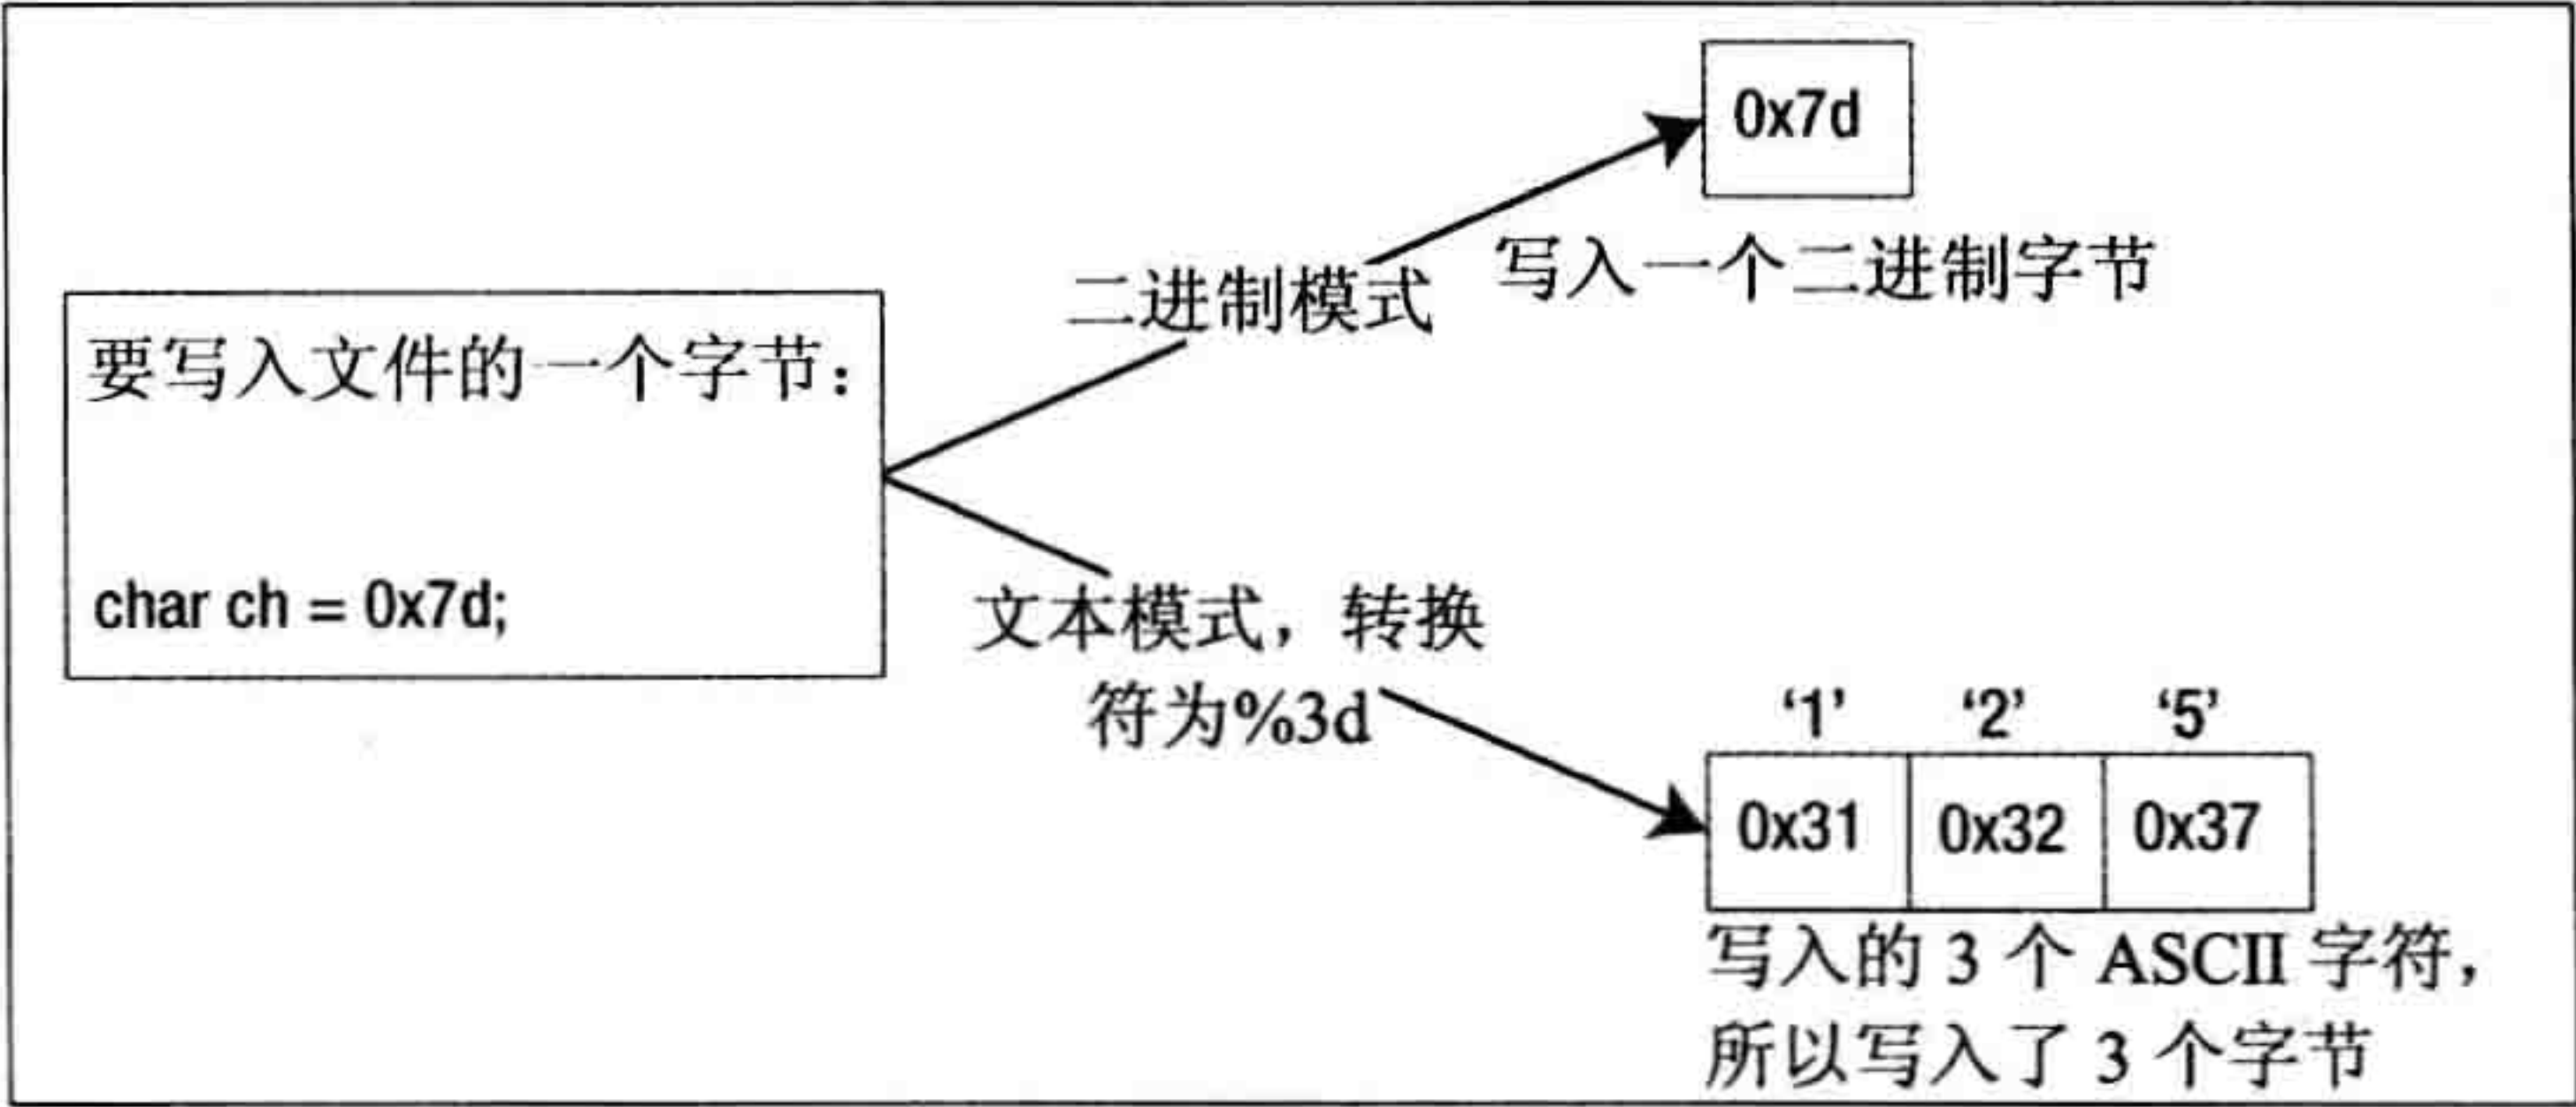 0x7d
写入一个二进制字节
二进制模式
要写入文件的一个字节：
char ch = 0x7d;
文本模式，转换
符为%3d
‘1’ ‘2’ ‘5’
0x31 0x32 0x37
写入的 3 个 ASCII 字符，
所以写入了 3 个字节